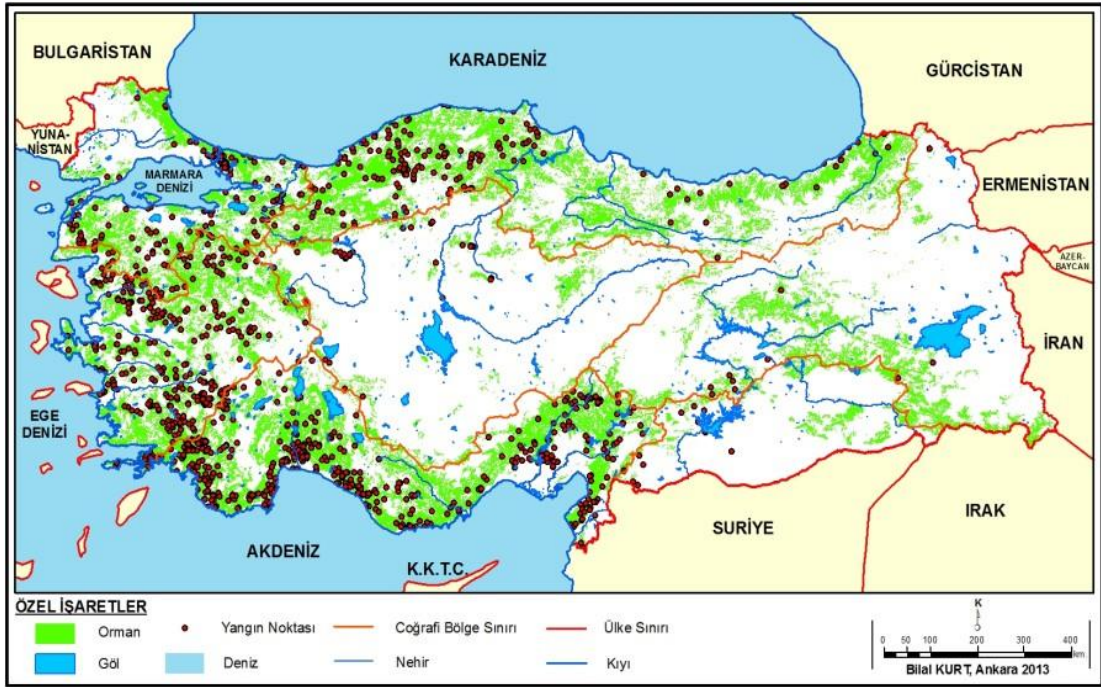 BULGARİSTAN
KARADENİZ
GÜRCİSTAN
YUNA-
NİSTAN
MARMARA
DENİZİ
ERMENİSTAN
AZER-
BAYCAN
İRAN
EGE
DENİZİ
AKDENİZ
K.K.T.C.
SURİYE
IRAK
ÖZEL İŞARETLER
Orman
Yangın Noktası
Coğrafi Bölge Sınırı
Ülke Sınırı
Göl
Deniz
Nehir
Kıyı
K
0 50 100 200 300 400
km
Bilal KURT, Ankara 2013